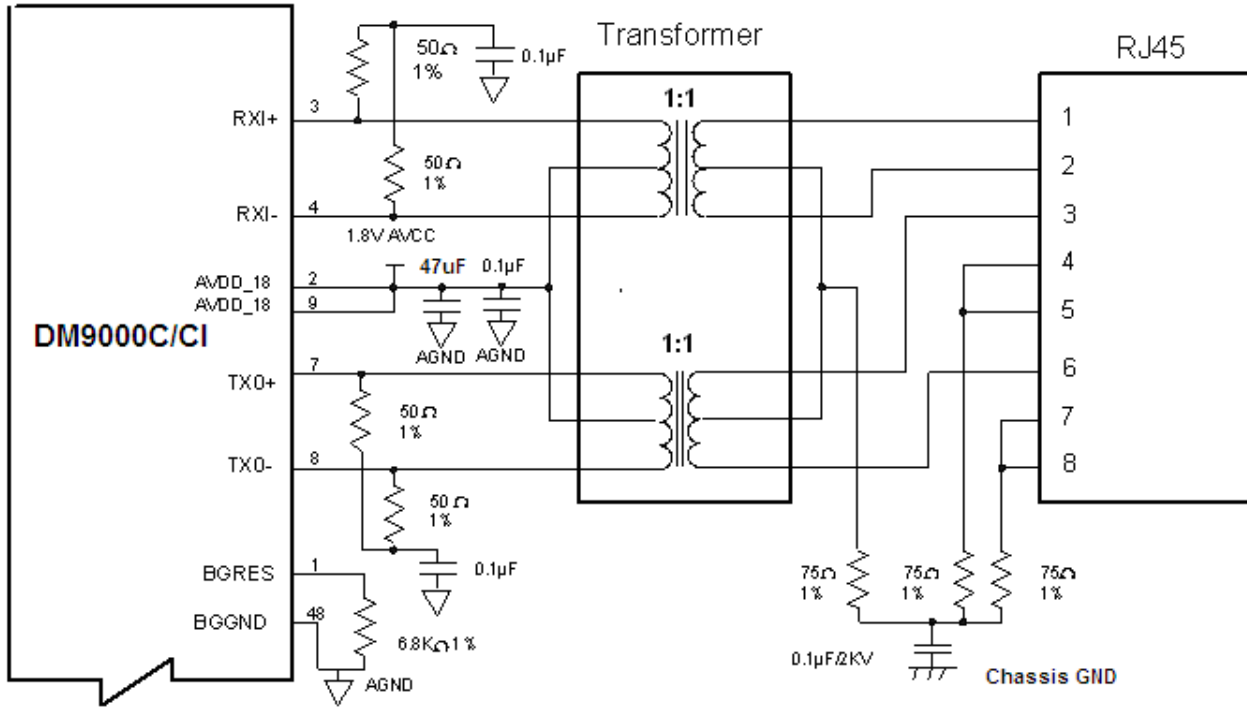 Transformer
RJ45
50Ω
1%
0.1µF
1:1
RXI+
3
1
50Ω
1%
2
RXI-
4
3
1.8V AVCC
47uF
0.1µF
4
AVDD_18
2
AVDD_18
9
5
DM9000C/CI
AGND
AGND
1:1
TX0+
7
6
50Ω
1%
7
TX0-
8
8
50Ω
1%
BGRES
1
0.1µF
75Ω
1%
75Ω
1%
75Ω
1%
BGGND
48
6.8KΩ1%
AGND
0.1µF/2KV
Chassis GND